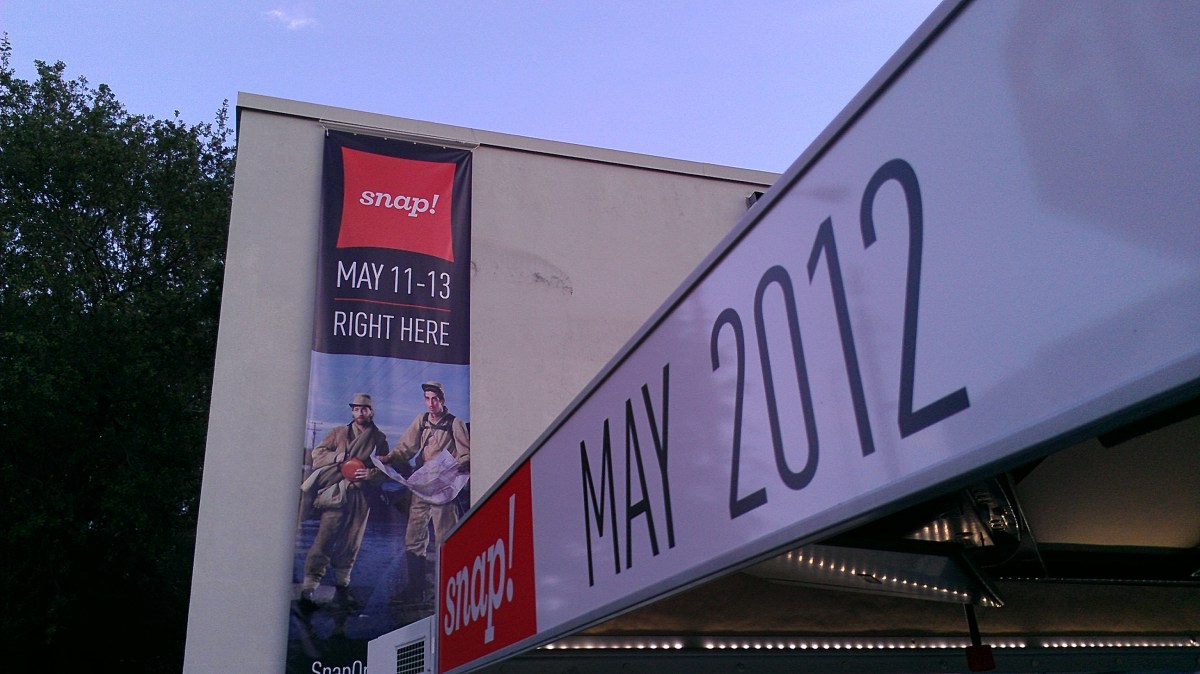 snap!
MAY 11-13
RIGHT HERE
snap!
MAY 2012